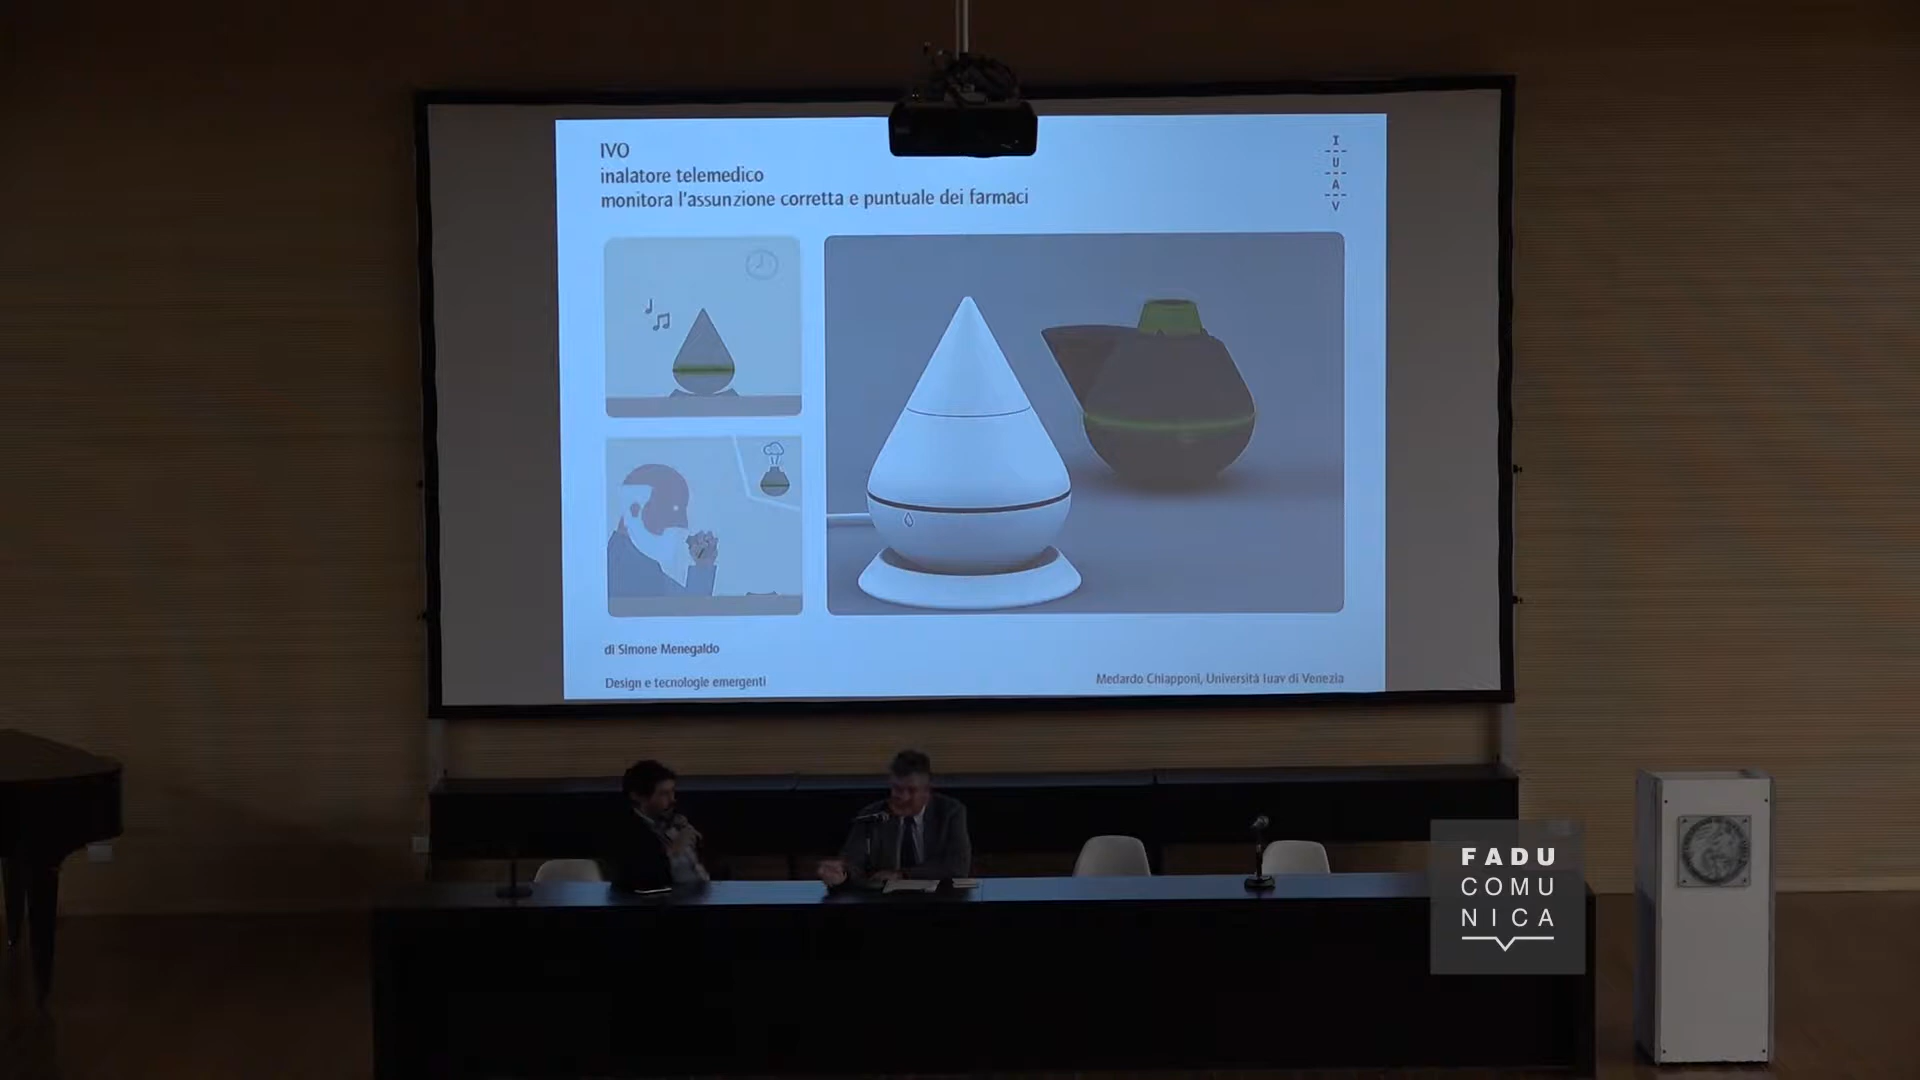 IVO
inalatore telemedico
monitora l'assunzione corretta e puntuale dei farmaci
I
U
A
V
di Simone Menegaldo
Design e tecnologie emergenti
Medardo Chiapponi, Università Iuav di Venezia
FADU
COMU
NICA